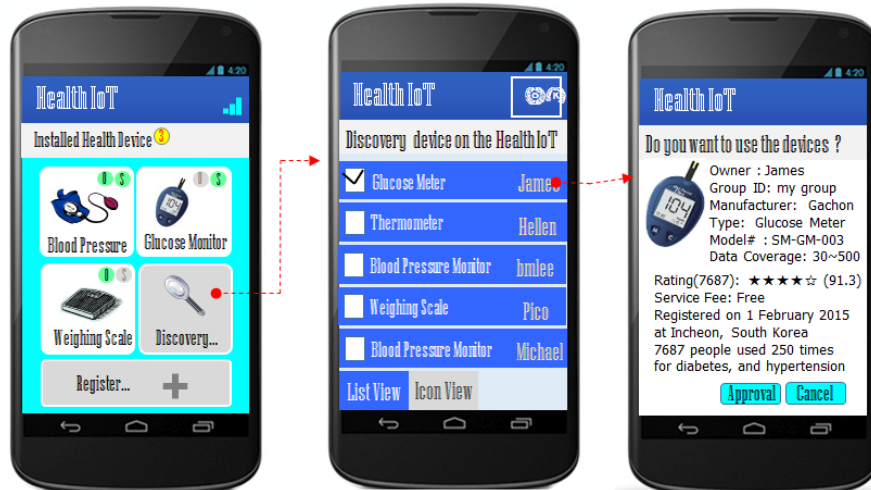 4:20
Health IoT
Installed Health Device 3
D S
D S
Blood Pressure
Glucose Monitor
D S
Weighing Scale
Discovery...
Register...
4:20
Health IoT
OK
Discovery device on the Health IoT
Glucose Meter James
Thermometer Hellen
Blood Pressure Monitor bmlee
Weighing Scale Pico
Blood Pressure Monitor Michael
List View Icon View
4:20
Health IoT
Do you want to use the devices ?
104
Owner : James
Group ID: my group
Manufacturer: Gachon
Type: Glucose Meter
Model# : SM-GM-003
Data Coverage: 30~500
Rating(7687): ★★★★☆ (91.3)
Service Fee: Free
Registered on 1 February 2015
at Incheon, South Korea
7687 people used 250 times
for diabetes, and hypertension
Approval Cancel